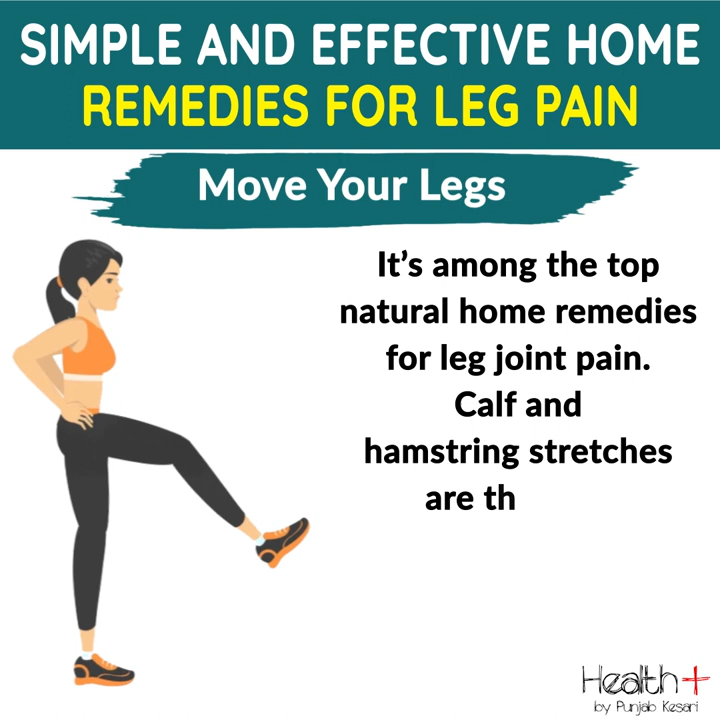 SIMPLE AND EFFECTIVE HOME
REMEDIES FOR LEG PAIN
Move Your Legs
It’s among the top
natural home remedies
for leg joint pain.
Calf and
hamstring stretches
are th
Health+
by Punjab Kesari